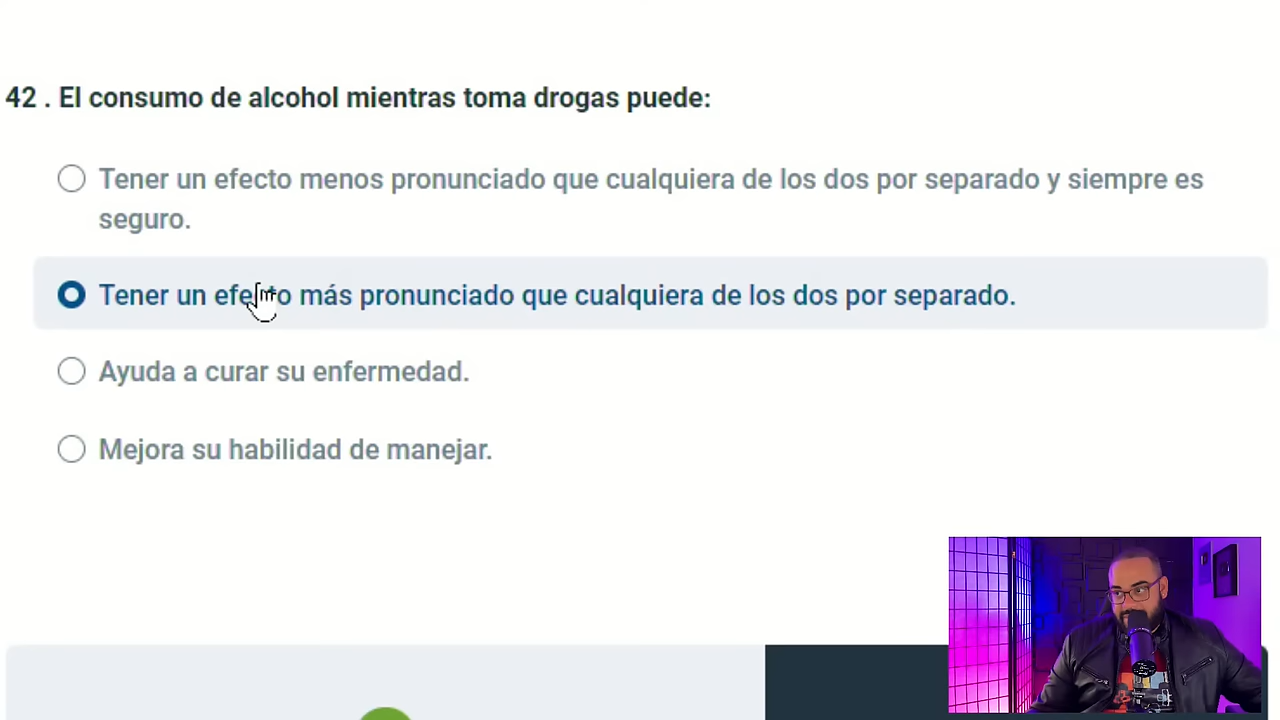 42 . El consumo de alcohol mientras toma drogas puede:
Tener un efecto menos pronunciado que cualquiera de los dos por separado y siempre es
seguro.
Tener un efecto más pronunciado que cualquiera de los dos por separado.
Ayuda a curar su enfermedad.
Mejora su habilidad de manejar.